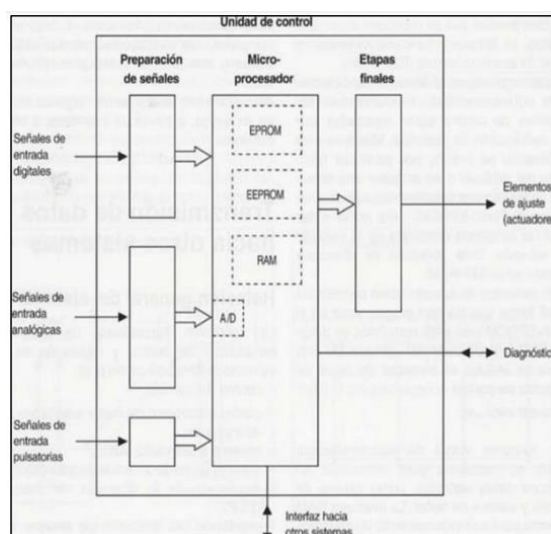 Unidad de control
Preparación
de señales
Micro-
procesador
Etapas
finales
Señales de
entrada
digitales
EPROM
EEPROM
RAM
A/D
Elementos
de ajuste
(actuadores)
Señales de
entrada
analógicas
Diagnóstico
Señales de
entrada
pulsatorias
Interfaz hacia
otros sistemas